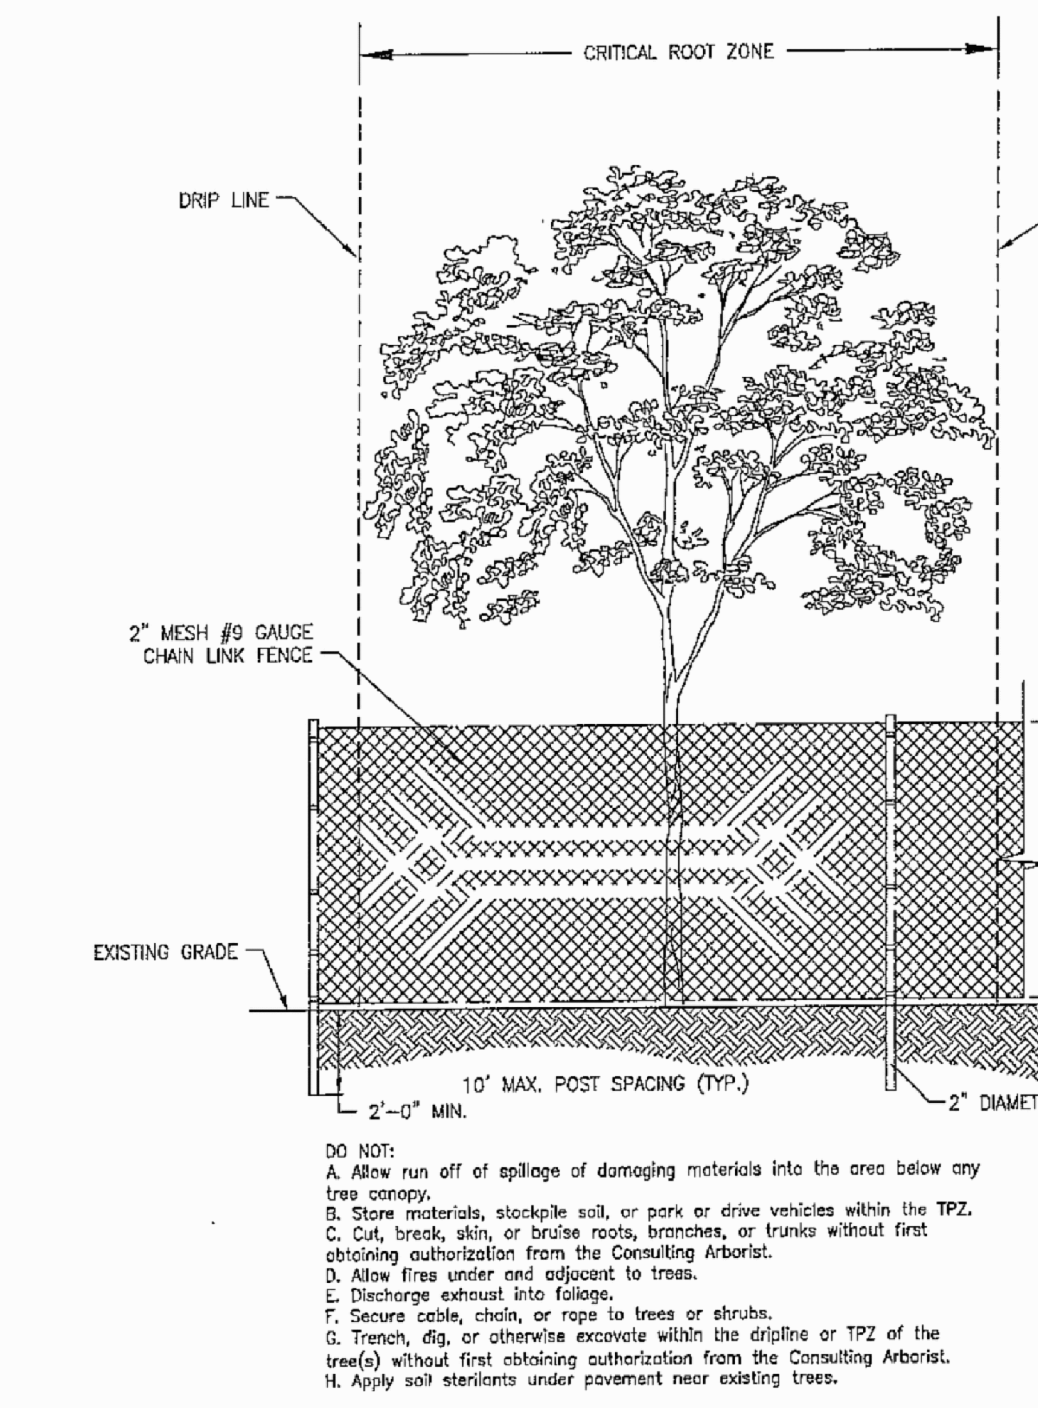 CRITICAL ROOT ZONE
DRIP LINE
2" MESH #9 GAUGE
CHAIN LINK FENCE
EXISTING GRADE
10' MAX. POST SPACING (TYP.)
2'-0" MIN.
2" DIAMET
DO NOT:
A. Allow run off of spillage of damaging materials into the area below any
tree canopy.
B. Store materials, stockpile soil, or park or drive vehicles within the TPZ.
C. Cut, break, skin, or bruise roots, branches, or trunks without first
obtaining authorization from the Consulting Arborist.
D. Allow fires under and adjacent to trees.
E. Discharge exhaust into foliage.
F. Secure cable, chain, or rope to trees or shrubs.
G. Trench, dig, or otherwise excavate within the dripline or TPZ of the
tree(s) without first obtaining authorization from the Consulting Arborist.
H. Apply soil sterilants under pavement near existing trees.